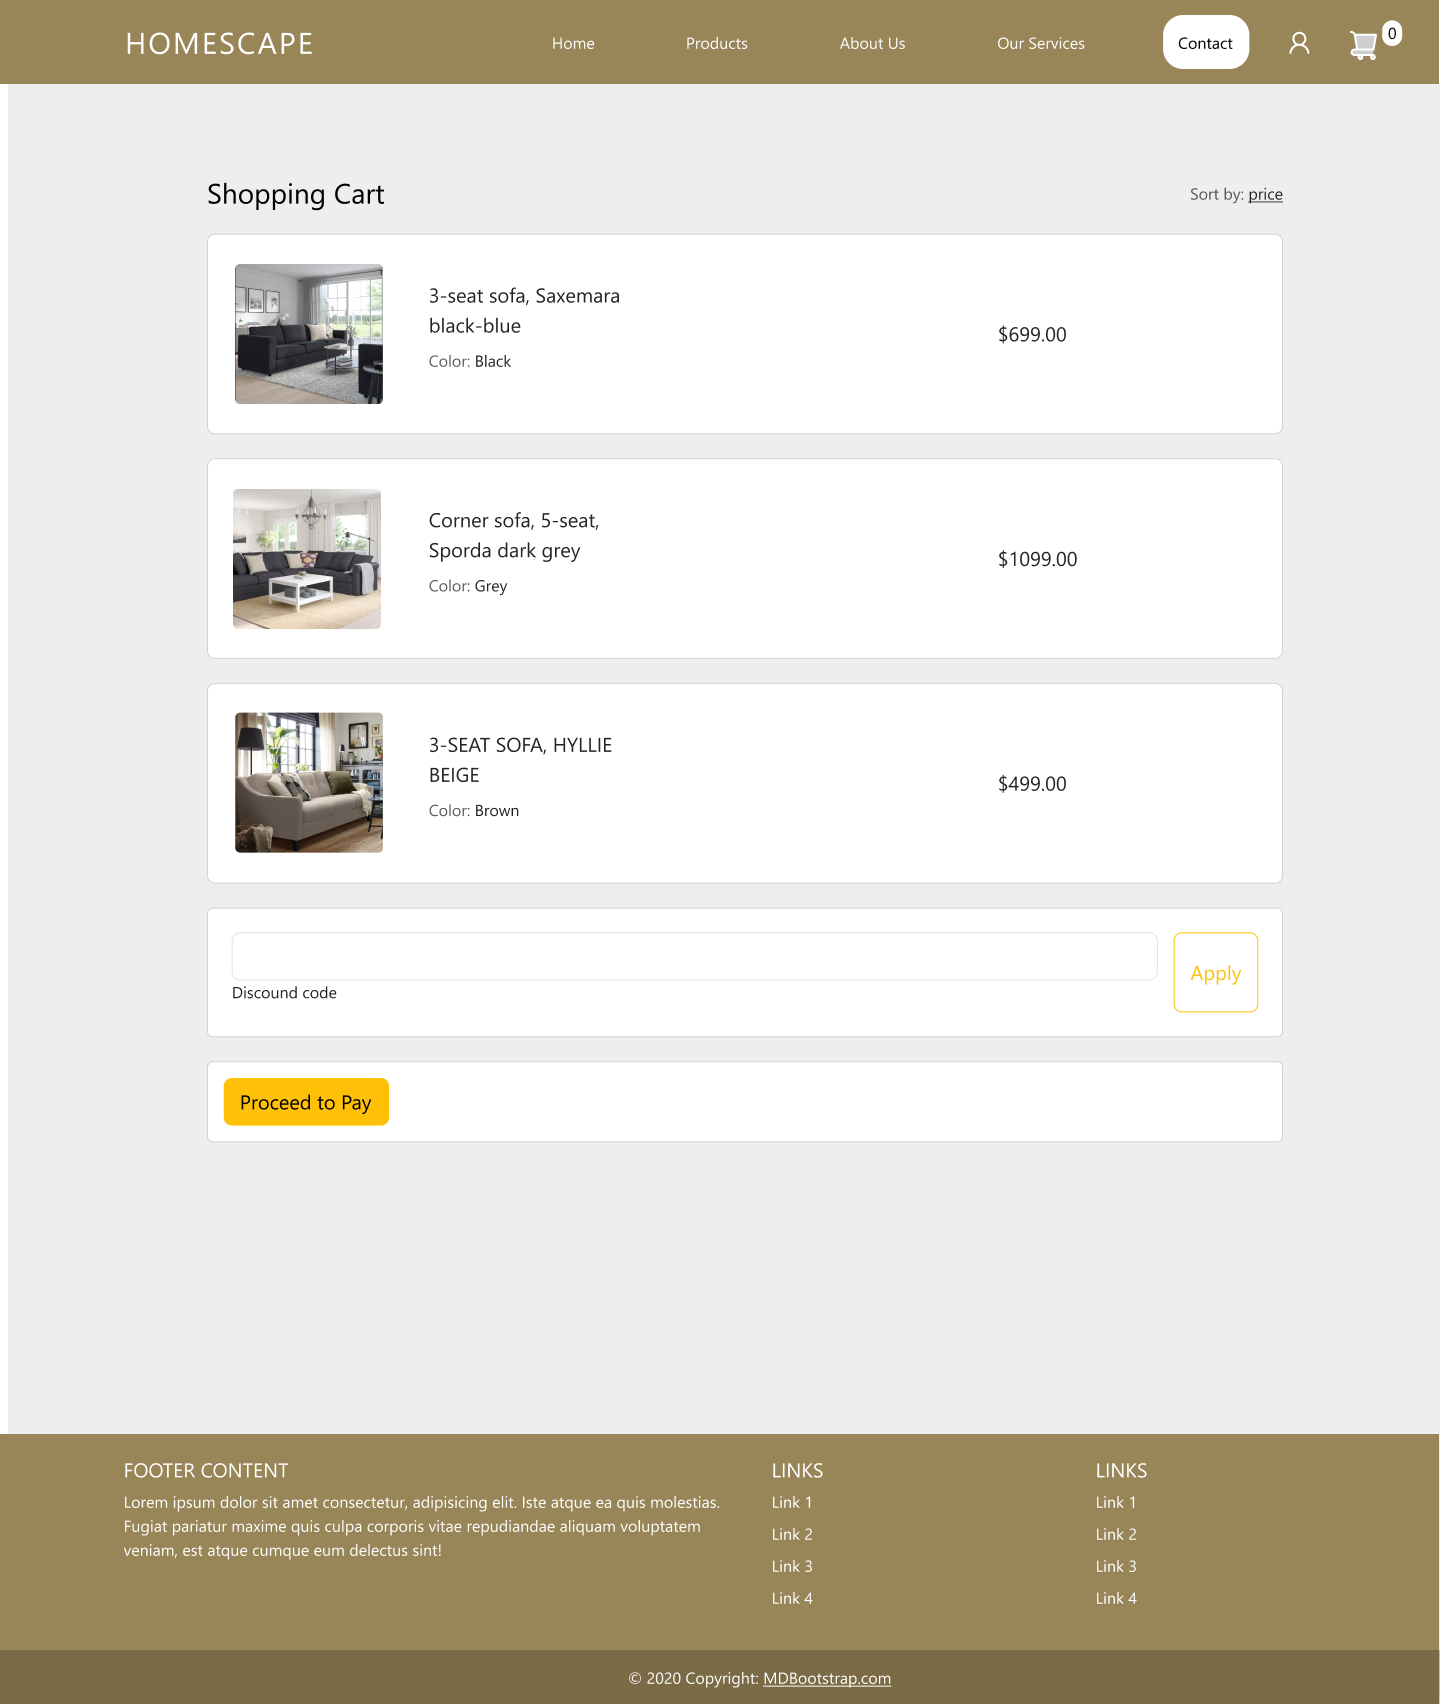 HOMESCAPE
Home Products About Us Our Services Contact 0
Shopping Cart
Sort by: price
3-seat sofa, Saxemara
black-blue
Color: Black
$699.00
Corner sofa, 5-seat,
Sporda dark grey
Color: Grey
$1099.00
3-SEAT SOFA, HYLLIE
BEIGE
Color: Brown
$499.00
Discound code
Apply
Proceed to Pay
FOOTER CONTENT
Lorem ipsum dolor sit amet consectetur, adipisicing elit. Iste atque ea quis molestias.
Fugiat pariatur maxime quis culpa corporis vitae repudiandae aliquam voluptatem
veniam, est atque cumque eum delectus sint!
LINKS
Link 1
Link 2
Link 3
Link 4
LINKS
Link 1
Link 2
Link 3
Link 4
© 2020 Copyright: MDBootstrap.com